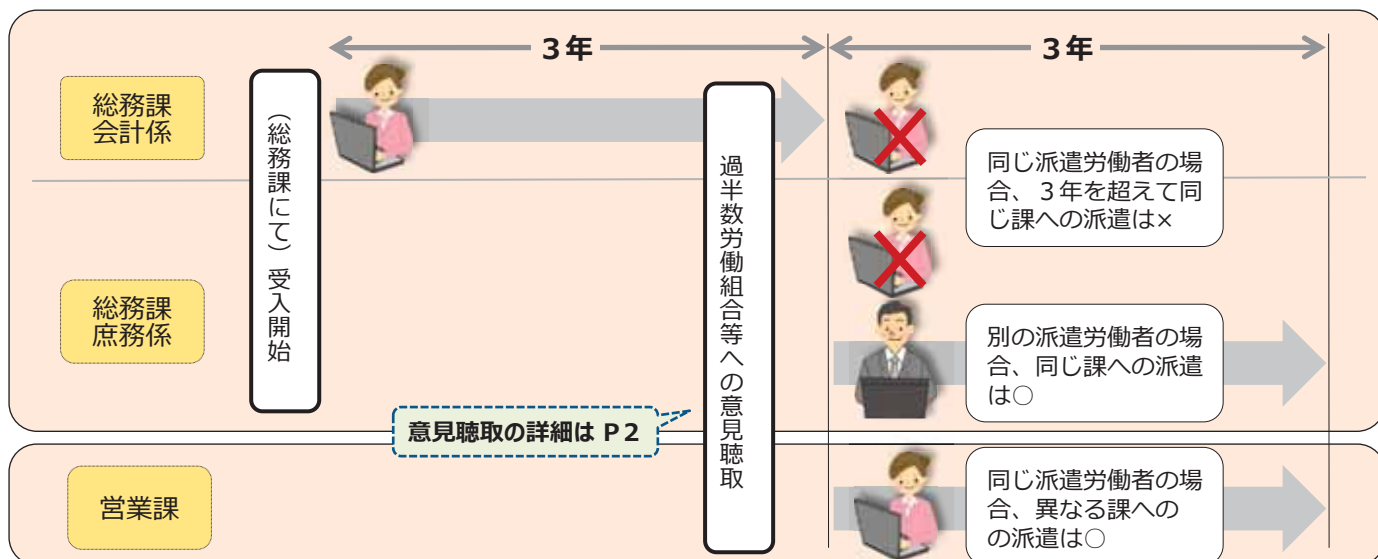 3年
3年
総務課
会計係
(総務課にて)受入開始
過半数労働組合等への意見聴取
同じ派遣労働者の場
合、3年を超えて同
じ課への派遣は×
総務課
庶務係
別の派遣労働者の場
合、同じ課への派遣
は○
意見聴取の詳細は P2
営業課
同じ派遣労働者の場
合、異なる課への
の派遣は○